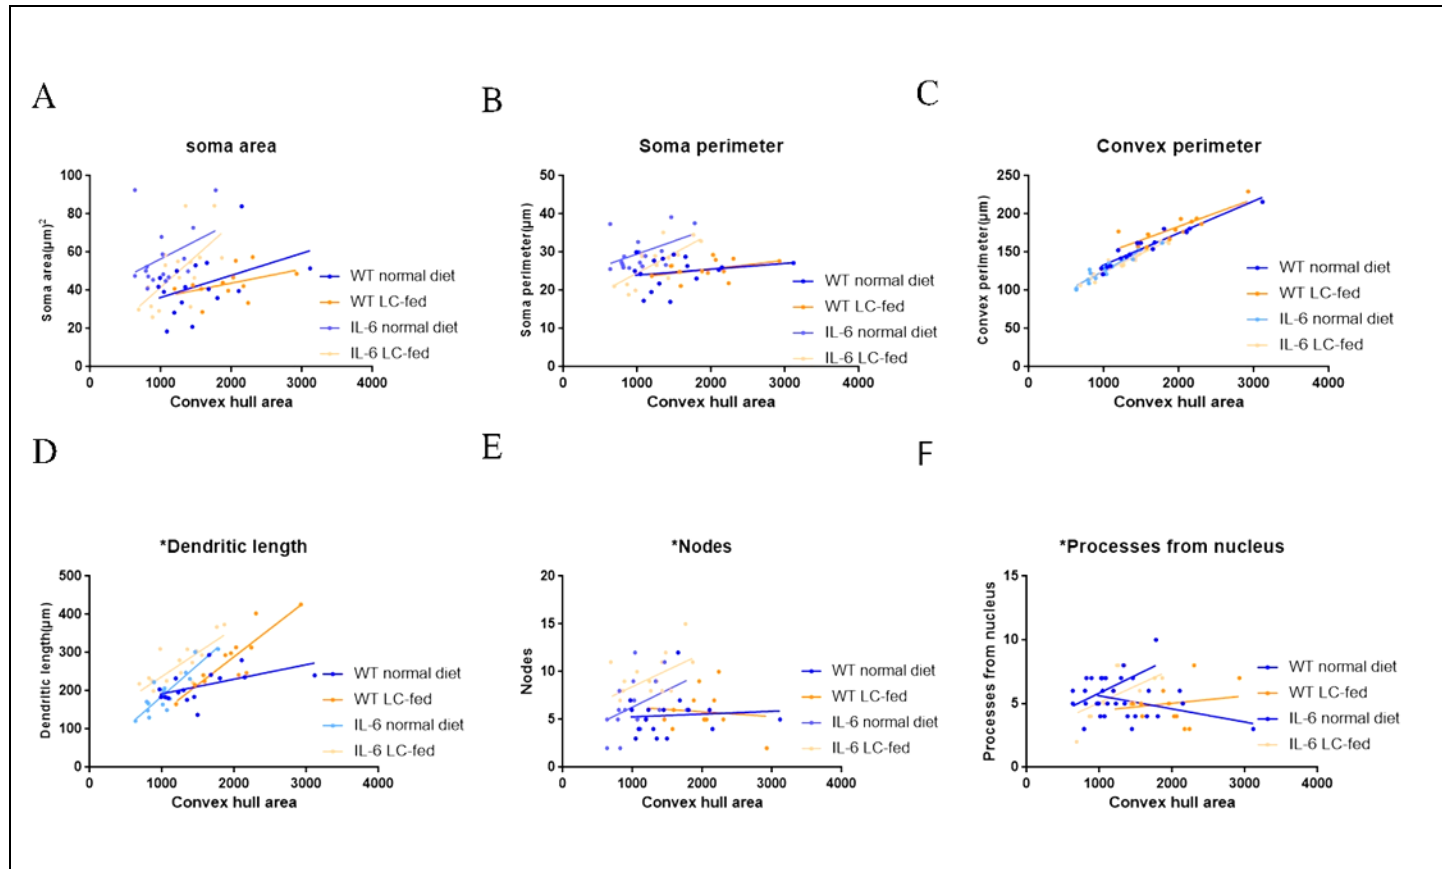 A
B
C
soma area
Soma perimeter
Convex perimeter
soma area(µm)²
100
80
60
40
20
0
0 1000 2000 3000 4000
Convex hull area
WT normal diet
WT LC-fed
IL-6 normal diet
IL-6 LC-fed
Soma perimeter(µm)
50
40
30
20
10
0
0 1000 2000 3000 4000
Convex hull area
WT normal diet
WT LC-fed
IL-6 normal diet
IL-6 LC-fed
Convex perimeter(µm)
250
200
150
100
50
0
0 1000 2000 3000 4000
Convex hull area
WT normal diet
WT LC-fed
IL-6 normal diet
IL-6 LC-fed
D
E
F
*Dendritic length
*Nodes
*Processes from nucleus
Dendritic length(µm)
500
400
300
200
100
0
0 1000 2000 3000 4000
Convex hull area
WT normal diet
WT LC-fed
IL-6 normal diet
IL-6 LC-fed
Nodes
20
15
10
5
0
0 1000 2000 3000 4000
Convex hull area
WT normal diet
WT LC-fed
IL-6 normal diet
IL-6 LC-fed
Processes from nucleus
15
10
5
0
0 1000 2000 3000 4000
Convex hull area
WT normal diet
WT LC-fed
IL-6 normal diet
IL-6 LC-fed